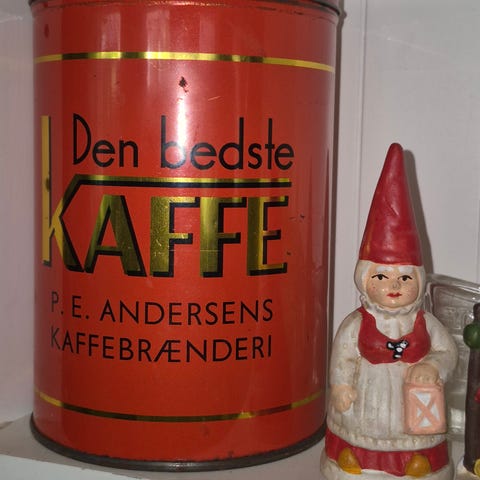 Den bedste
KAFFE
P. E. ANDERSENS
KAFFEBRÆNDERI